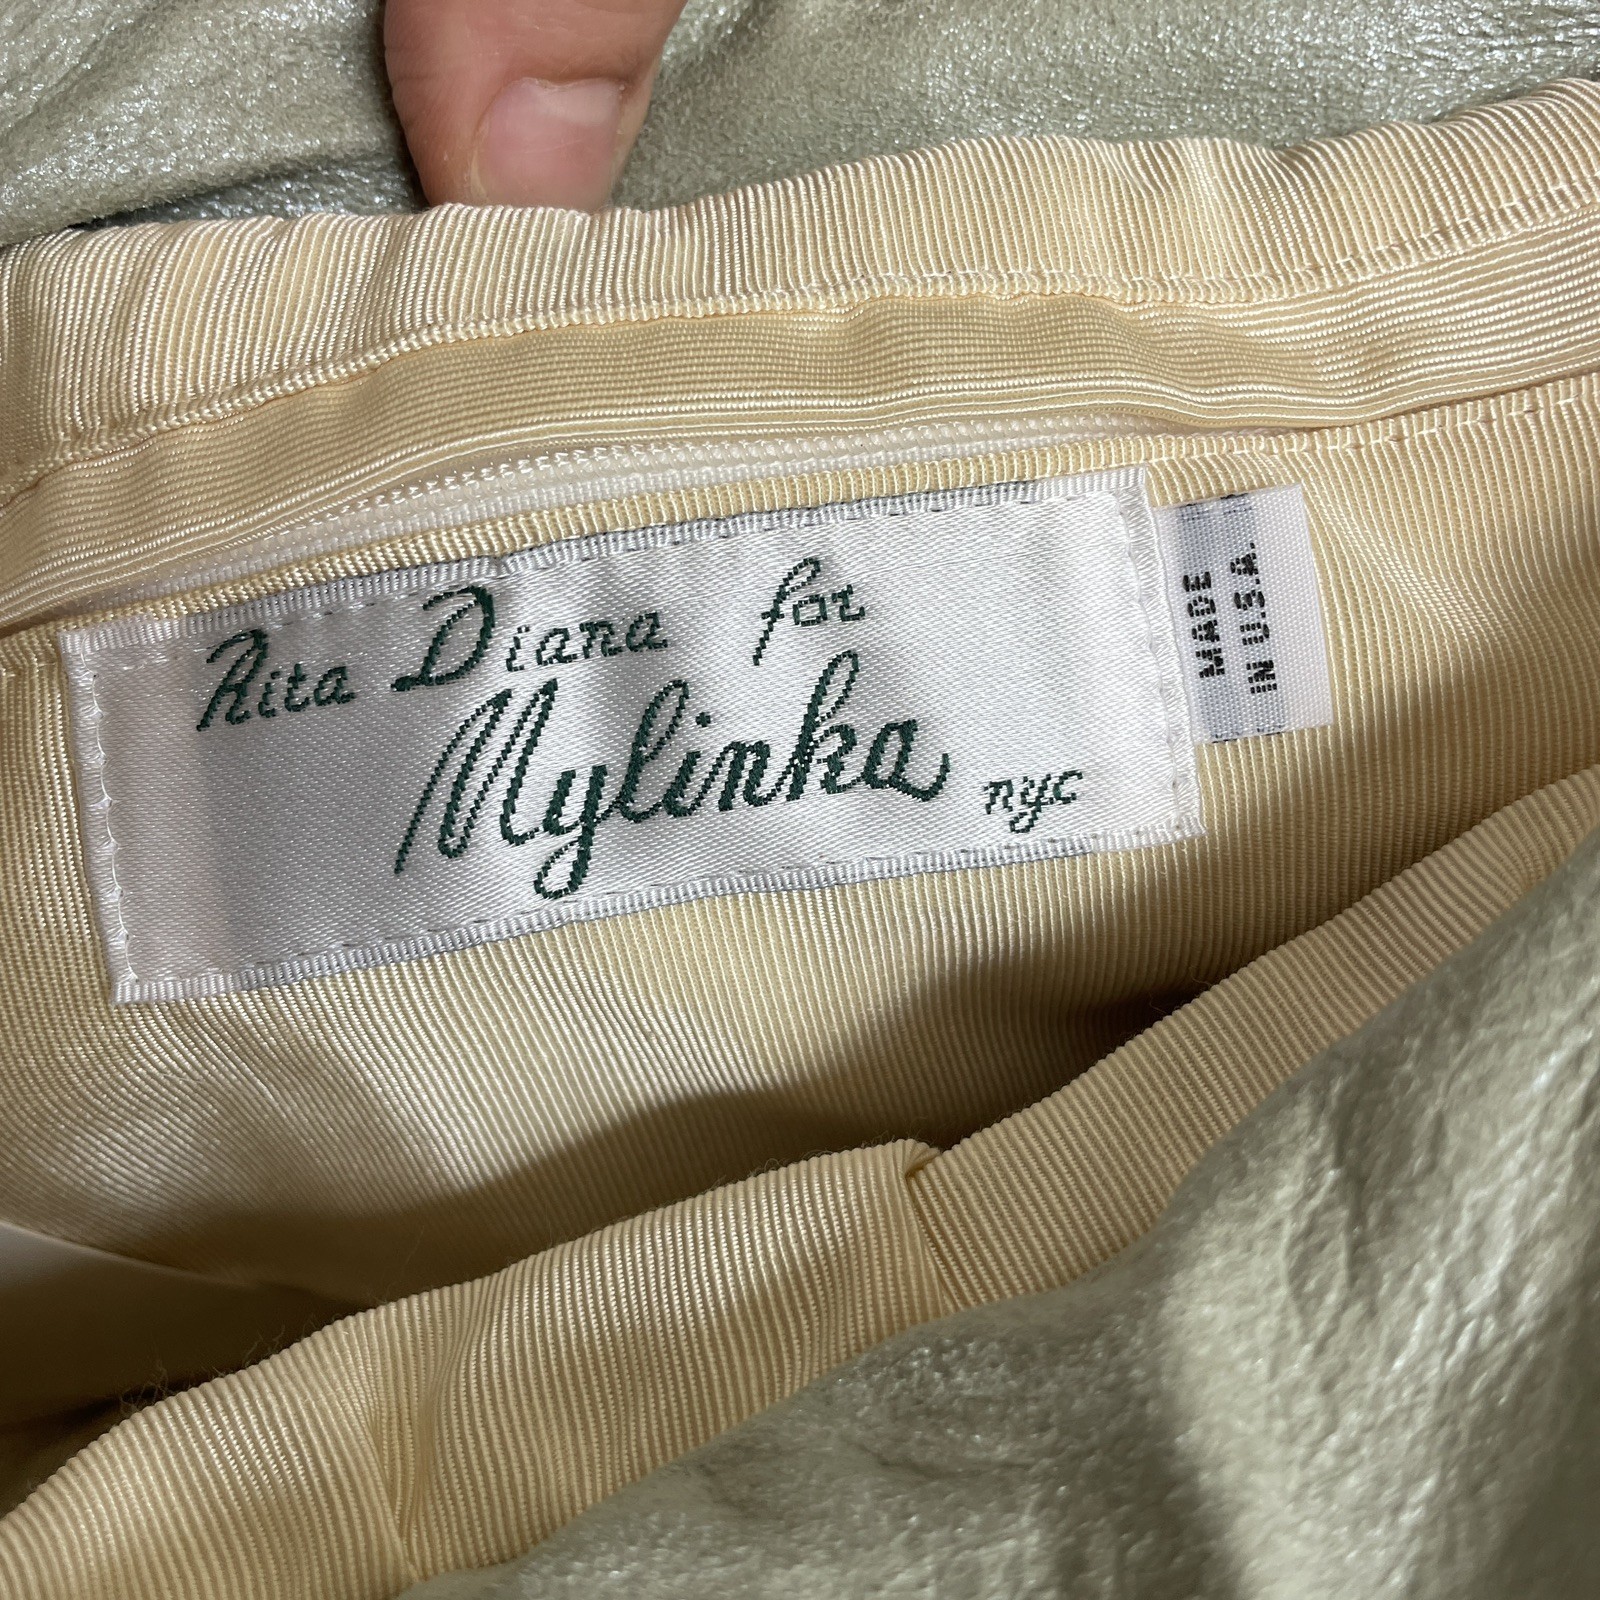 Rita Diana for
Mylinka nyc
MADE
IN U.S.A.